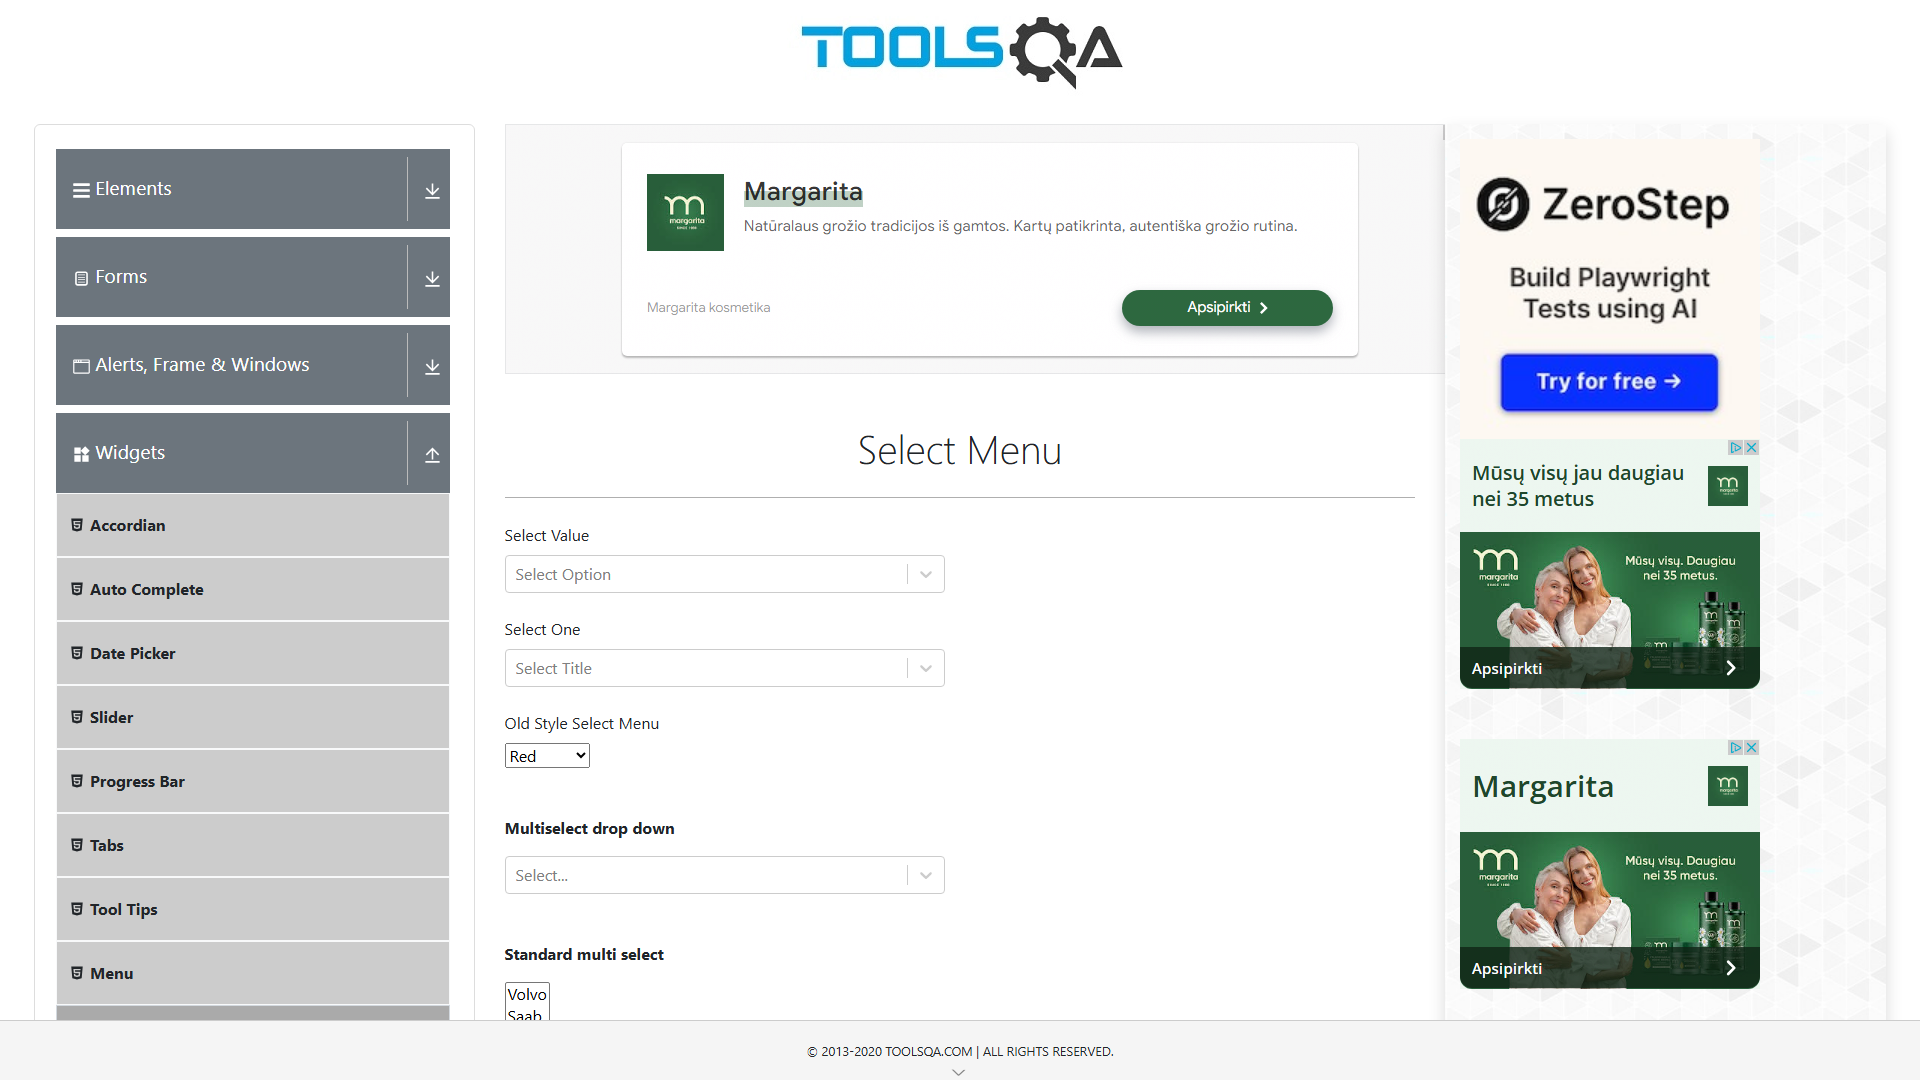 TOOLSQA
Elements
Forms
Alerts, Frame & Windows
Widgets
Accordian
Auto Complete
Date Picker
Slider
Progress Bar
Tabs
Tool Tips
Menu
margarita
SINCE 1986
Margarita
Natūralaus grožio tradicijos iš gamtos. Kartų patikrinta, autentiška grožio rutina.
Margarita kosmetika
Apsipirkti
Select Menu
Select Value
Select Option
Select One
Select Title
Old Style Select Menu
Red
Multiselect drop down
Select...
Standard multi select
Volvo
Saab
ZeroStep
Build Playwright
Tests using AI
Try for free →
Mūsų visų jau daugiau
nei 35 metus
margarita
Mūsų visų. Daugiau
nei 35 metus.
Apsipirkti
Margarita
margarita
Mūsų visų. Daugiau
nei 35 metus.
Apsipirkti
© 2013-2020 TOOLSQA.COM | ALL RIGHTS RESERVED.